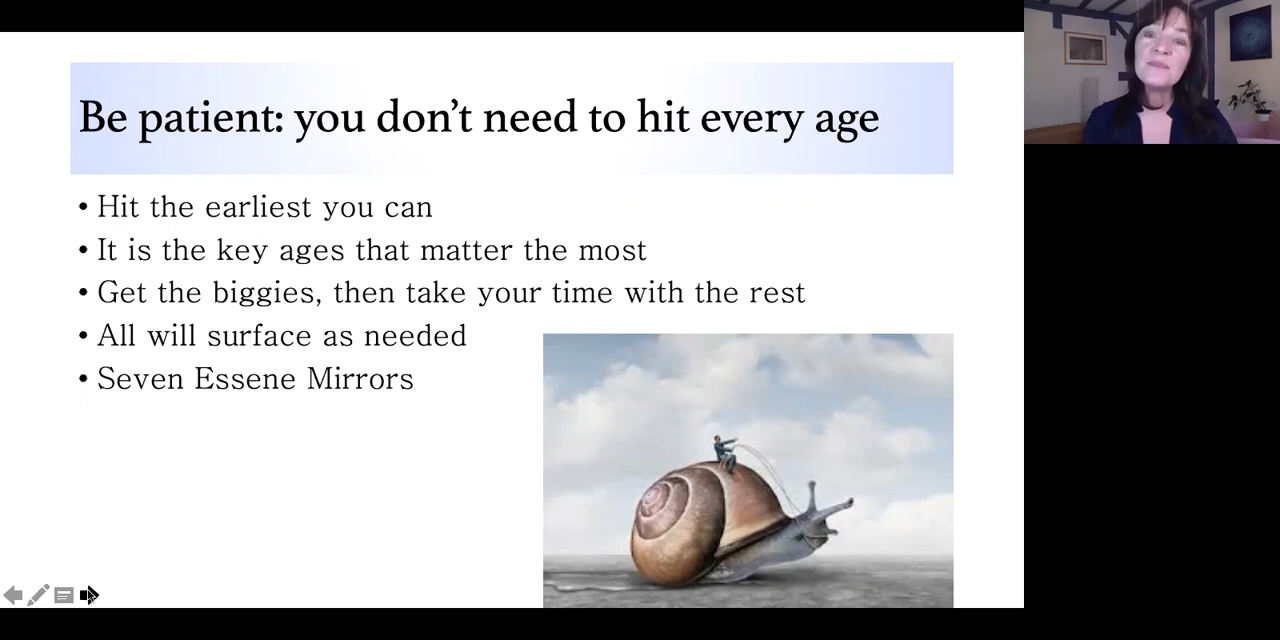 Be patient: you don’t need to hit every age
• Hit the earliest you can
• It is the key ages that matter the most
• Get the biggies, then take your time with the rest
• All will surface as needed
• Seven Essene Mirrors